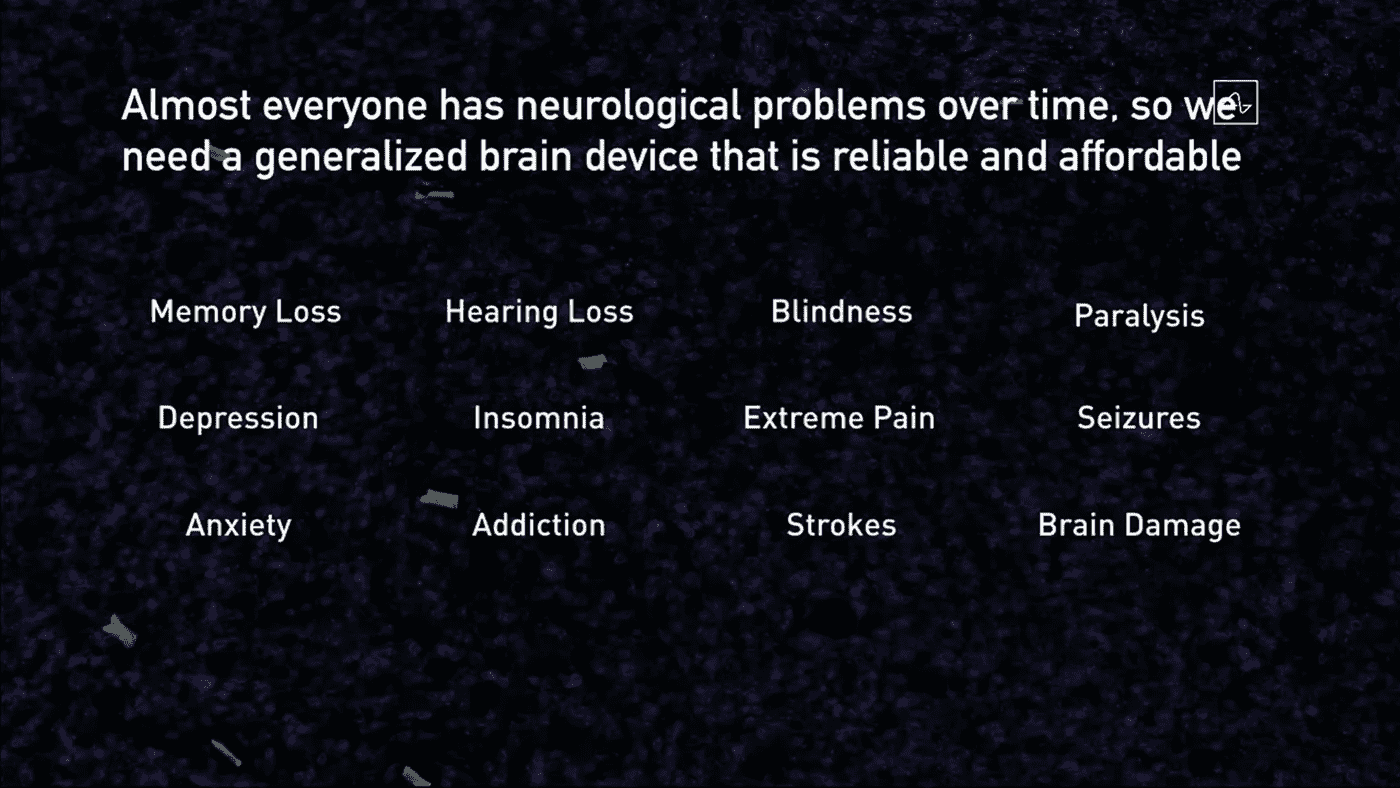 Almost everyone has neurological problems over time, so we
need a generalized brain device that is reliable and affordable
Memory Loss Hearing Loss Blindness Paralysis
Depression Insomnia Extreme Pain Seizures
Anxiety Addiction Strokes Brain Damage